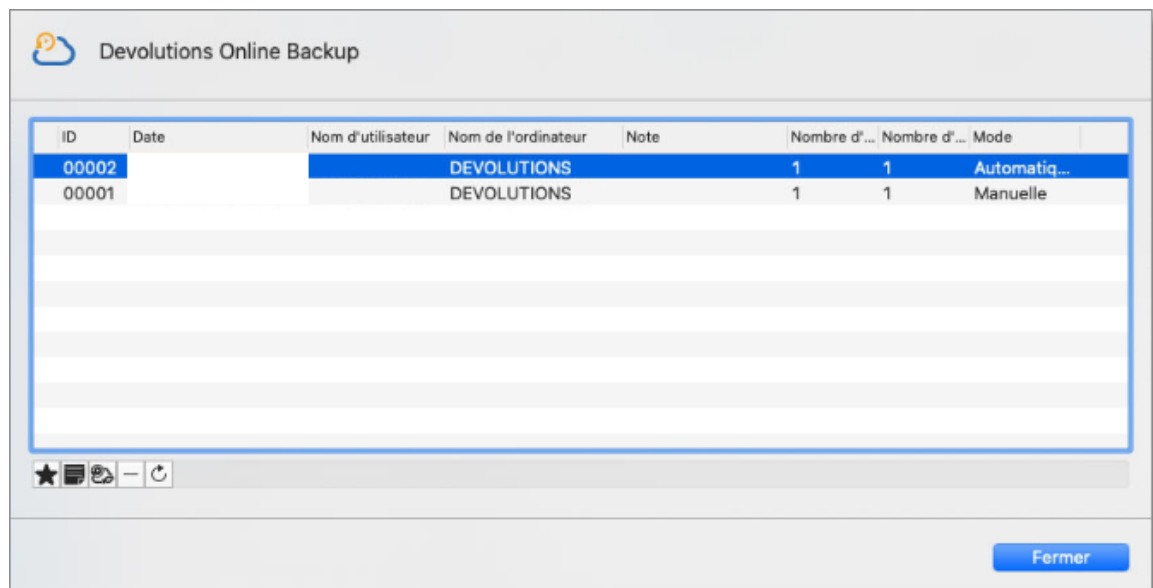 Devolutions Online Backup
ID Date Nom d'utilisateur Nom de l'ordinateur Note Nombre d'... Nombre d'... Mode
00002 DEVOLUTIONS 1 1 Automatiq...
00001 DEVOLUTIONS 1 1 Manuelle
Fermer